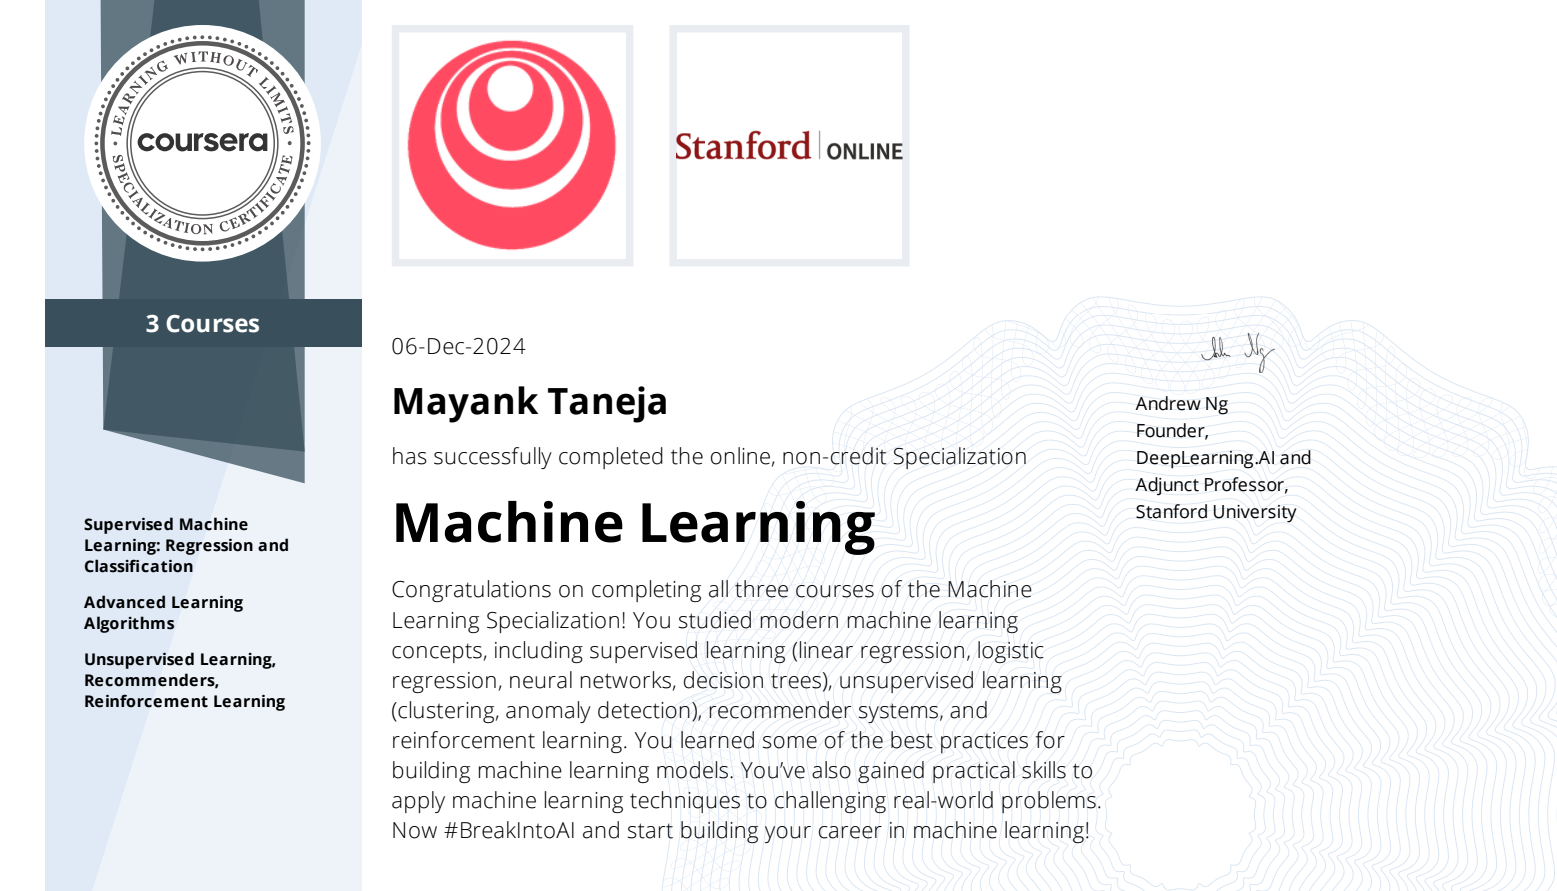 LEARNING WITHOUT LIMITS
coursera
SPECIALIZATION CERTIFICATE
3 Courses
Supervised Machine
Learning: Regression and
Classification
Advanced Learning
Algorithms
Unsupervised Learning,
Recommenders,
Reinforcement Learning
Stanford | ONLINE
06-Dec-2024
Mayank Taneja
has successfully completed the online, non-credit Specialization
Machine Learning
Congratulations on completing all three courses of the Machine
Learning Specialization! You studied modern machine learning
concepts, including supervised learning (linear regression, logistic
regression, neural networks, decision trees), unsupervised learning
(clustering, anomaly detection), recommender systems, and
reinforcement learning. You learned some of the best practices for
building machine learning models. You’ve also gained practical skills to
apply machine learning techniques to challenging real-world problems.
Now #BreakIntoAI and start building your career in machine learning!
Andrew Ng
Founder,
DeepLearning.AI and
Adjunct Professor,
Stanford University